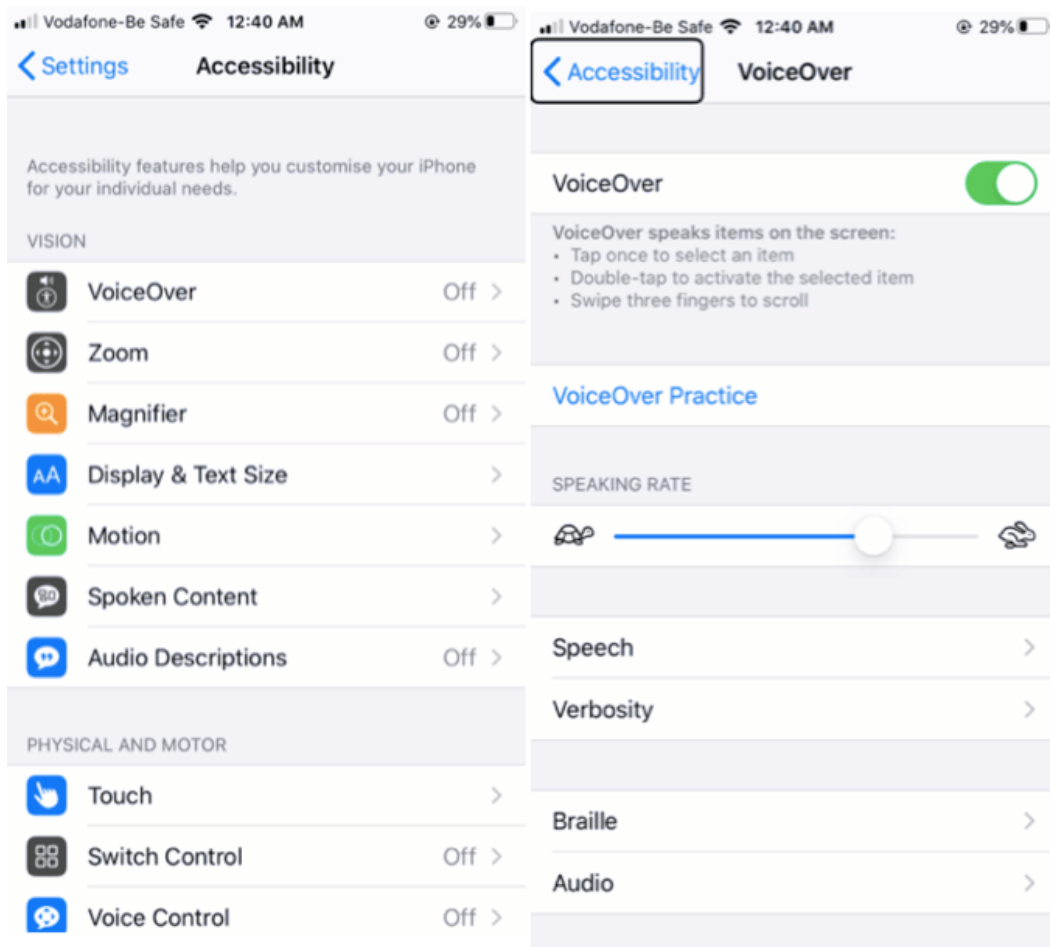 Vodafone-Be Safe 12:40 AM 29%
Settings Accessibility
Accessibility features help you customise your iPhone
for your individual needs.
VISION
VoiceOver Off
Zoom Off
Magnifier Off
AA Display & Text Size
Motion
Spoken Content
Audio Descriptions Off
PHYSICAL AND MOTOR
Touch
Switch Control Off
Voice Control Off
Vodafone-Be Safe 12:40 AM 29%
Accessibility VoiceOver
VoiceOver
VoiceOver speaks items on the screen:
• Tap once to select an item
• Double-tap to activate the selected item
• Swipe three fingers to scroll
VoiceOver Practice
SPEAKING RATE
Speech
Verbosity
Braille
Audio